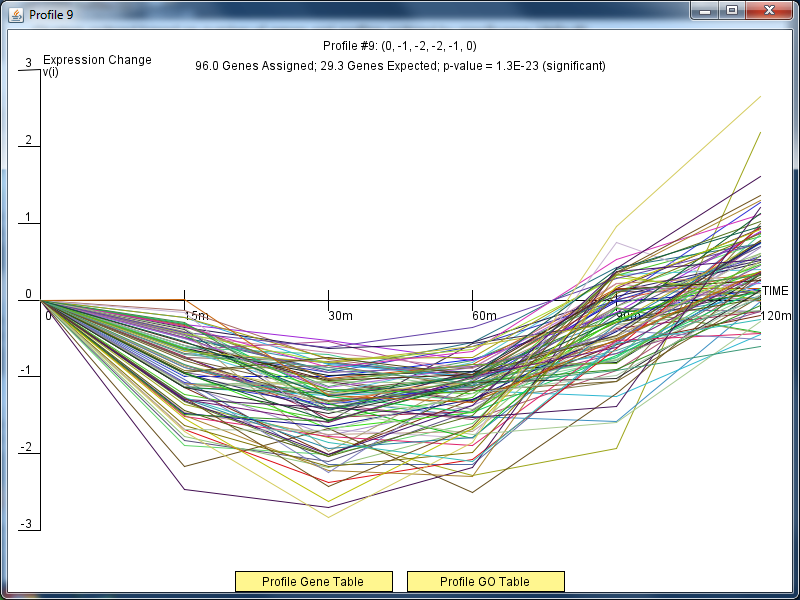 Profile 9
Profile #9: (0, -1, -2, -2, -1, 0)
96.0 Genes Assigned; 29.3 Genes Expected; p-value = 1.3E-23 (significant)
Expression Change
v(i)
3
2
1
0
-1
-2
-3
0
15m
30m
60m
90m
120m
TIME
Profile Gene Table
Profile GO Table